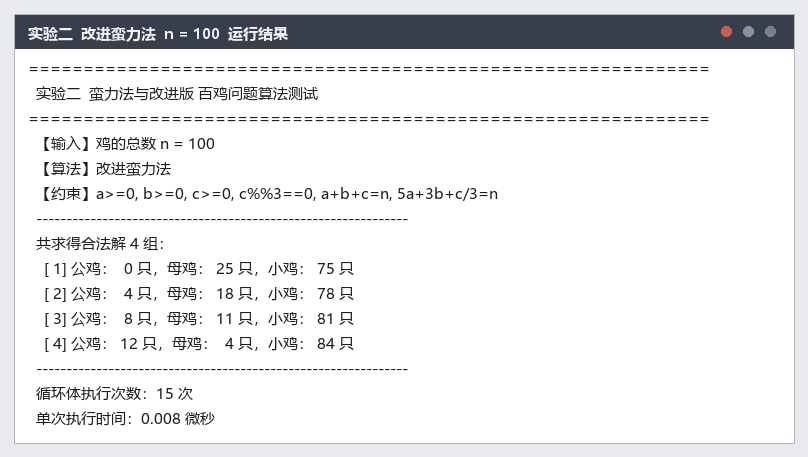 实验二 改进蛮力法 n = 100 运行结果
==============================================================
实验二 蛮力法与改进版 百鸡问题算法测试
==============================================================
【输入】鸡的总数 n = 100
【算法】改进蛮力法
【约束】a>=0, b>=0, c>=0, c%%3==0, a+b+c=n, 5a+3b+c/3=n
--------------------------------------------------------------
共求得合法解 4 组：
[ 1] 公鸡： 0 只，母鸡： 25 只，小鸡： 75 只
[ 2] 公鸡： 4 只，母鸡： 18 只，小鸡： 78 只
[ 3] 公鸡： 8 只，母鸡： 11 只，小鸡： 81 只
[ 4] 公鸡： 12 只，母鸡： 4 只，小鸡： 84 只
--------------------------------------------------------------
循环体执行次数：15 次
单次执行时间：0.008 微秒